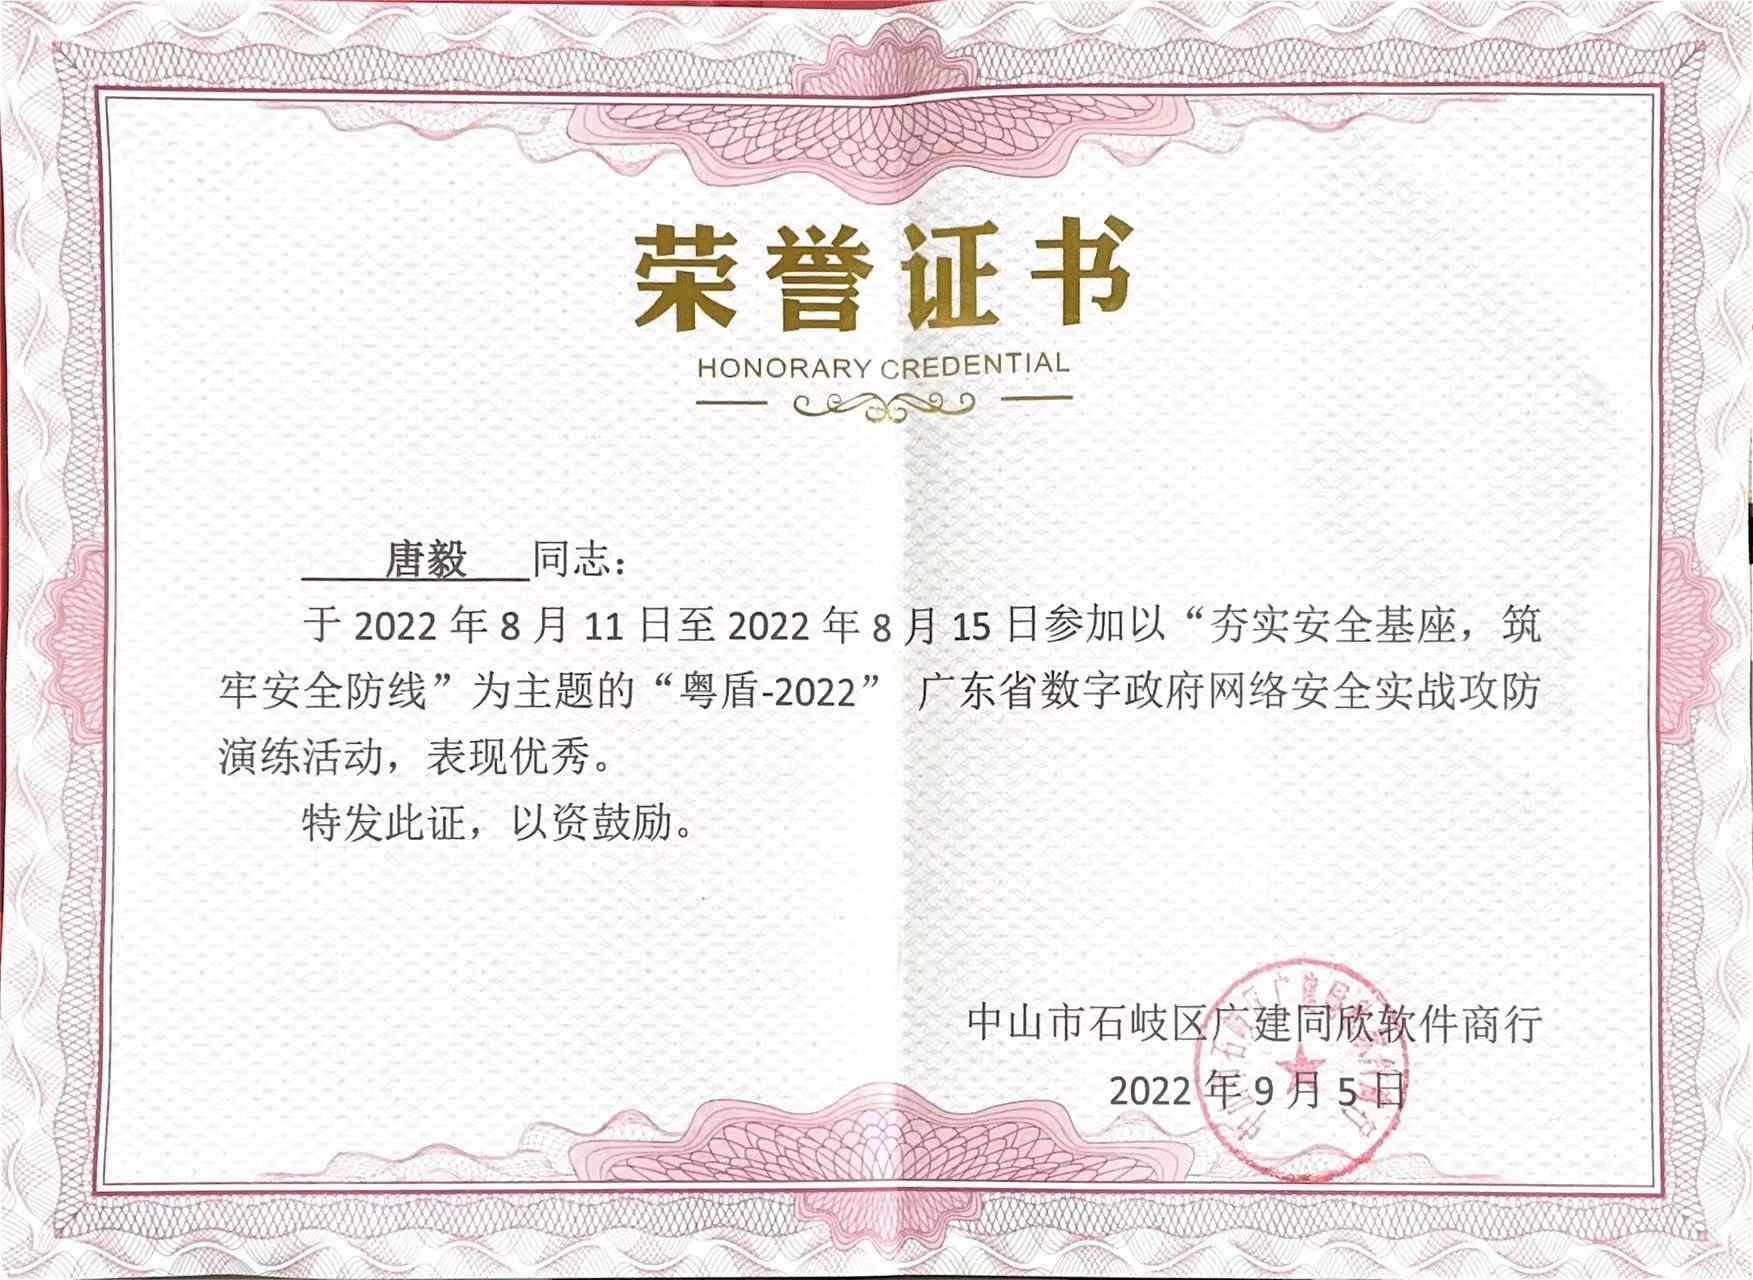 荣誉证书
HONORARY CREDENTIAL
唐毅 同志：
于 2022 年 8 月 11 日至 2022 年 8 月 15 日参加以“夯实安全基座，筑
牢安全防线”为主题的“粤盾-2022” 广东省数字政府网络安全实战攻防
演练活动，表现优秀。
特发此证，以资鼓励。
中山市石岐区广建同欣软件商行
2022 年 9 月 5 日